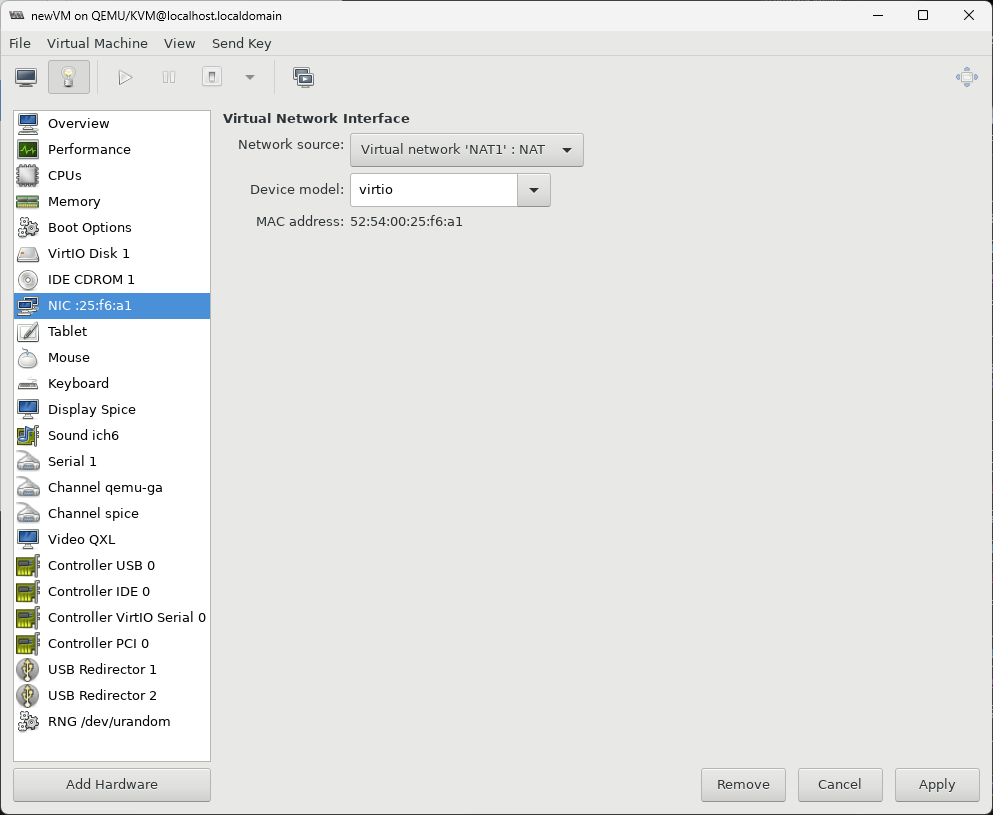 newVM on QEMU/KVM@localhost.localdomain
File Virtual Machine View Send Key
Overview
Performance
CPUs
Memory
Boot Options
VirtIO Disk 1
IDE CDROM 1
NIC :25:f6:a1
Tablet
Mouse
Keyboard
Display Spice
Sound ich6
Serial 1
Channel qemu-ga
Channel spice
Video QXL
Controller USB 0
Controller IDE 0
Controller VirtIO Serial 0
Controller PCI 0
USB Redirector 1
USB Redirector 2
RNG /dev/urandom
Add Hardware
Virtual Network Interface
Network source: Virtual network 'NAT1' : NAT
Device model: virtio
MAC address: 52:54:00:25:f6:a1
Remove Cancel Apply